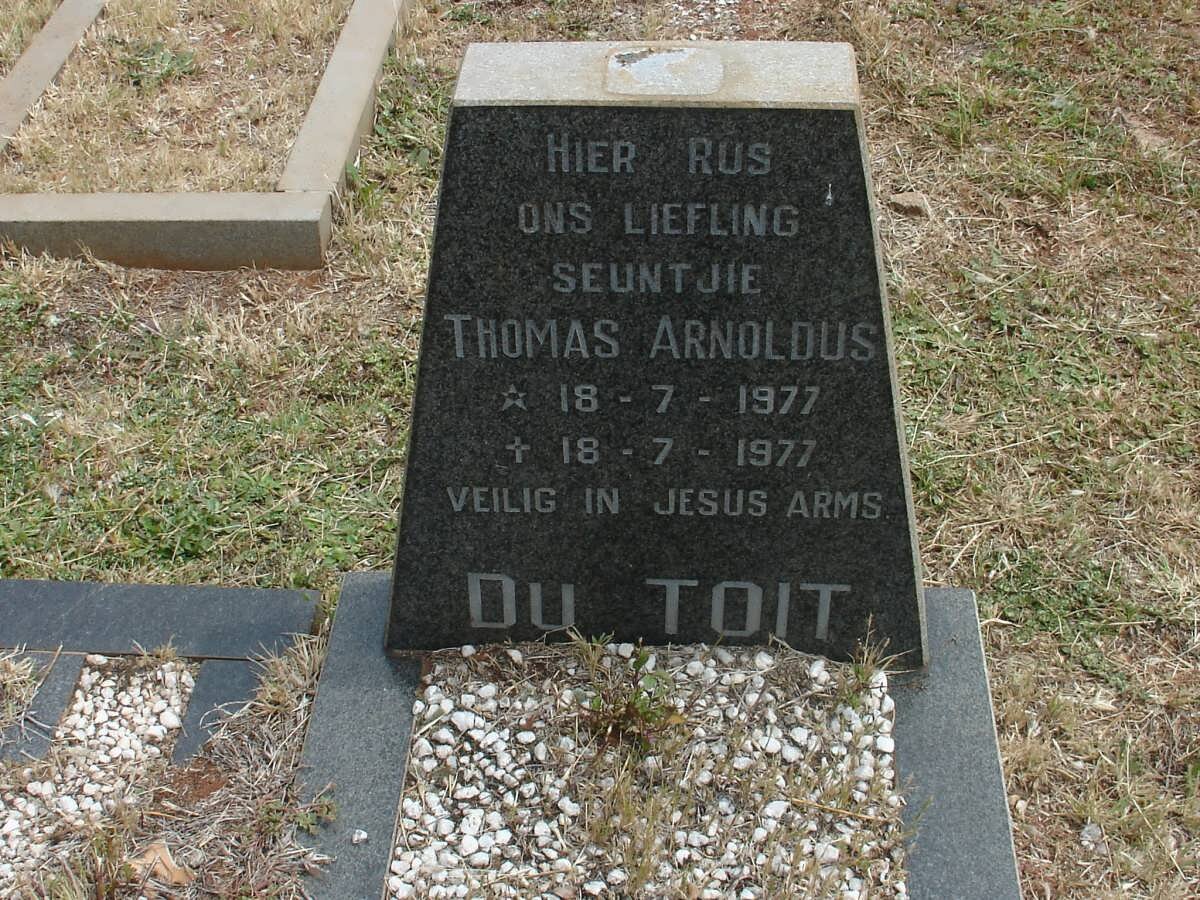 HIER RUS
ONS LIEFLING
SEUNTJIE
THOMAS ARNOLDUS
☆ 18 - 7 - 1977
✝ 18 - 7 - 1977
VEILIG IN JESUS ARMS.
DU TOIT